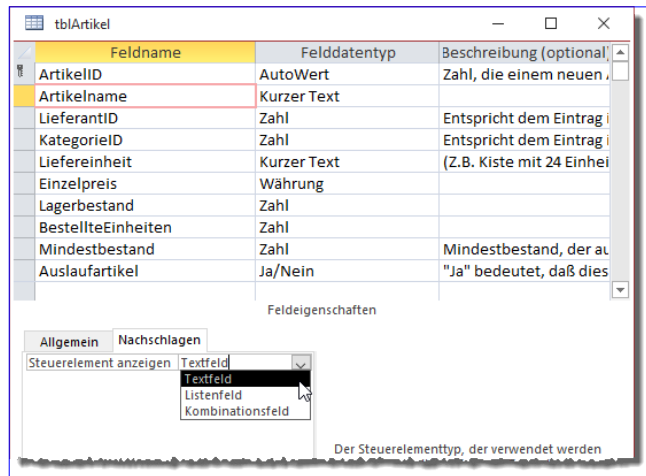 tblArtikel
Feldname Felddatentyp Beschreibung (optional)
ArtikelID AutoWert Zahl, die einem neuen
Artikelname Kurzer Text
LieferantID Zahl Entspricht dem Eintrag
KategorieID Zahl Entspricht dem Eintrag
Liefereinheit Kurzer Text (Z.B. Kiste mit 24 Einhei
Einzelpreis Währung
Lagerbestand Zahl
BestellteEinheiten Zahl
Mindestbestand Zahl Mindestbestand, der au
Auslaufartikel Ja/Nein "Ja" bedeutet, daß dies
Feldeigenschaften
Allgemein Nachschlagen
Steuerelement anzeigen Textfeld
Textfeld
Listenfeld
Kombinationsfeld
Der Steuerelementtyp, der verwendet werden